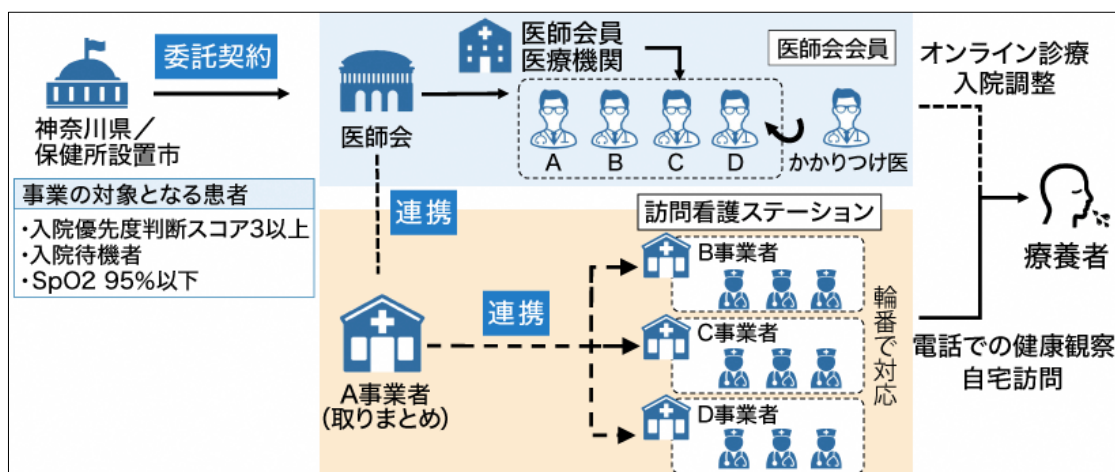 委託契約
神奈川県／
保健所設置市
事業の対象となる患者
・入院優先度判断スコア3以上
・入院待機者
・SpO2 95%以下
医師会
医師会員
医療機関
医師会会員
A
B
C
D
かかりつけ医
連携
訪問看護ステーション
A事業者
(取りまとめ)
連携
B事業者
C事業者
D事業者
輪番で対応
オンライン診療
入院調整
療養者
電話での健康観察
自宅訪問